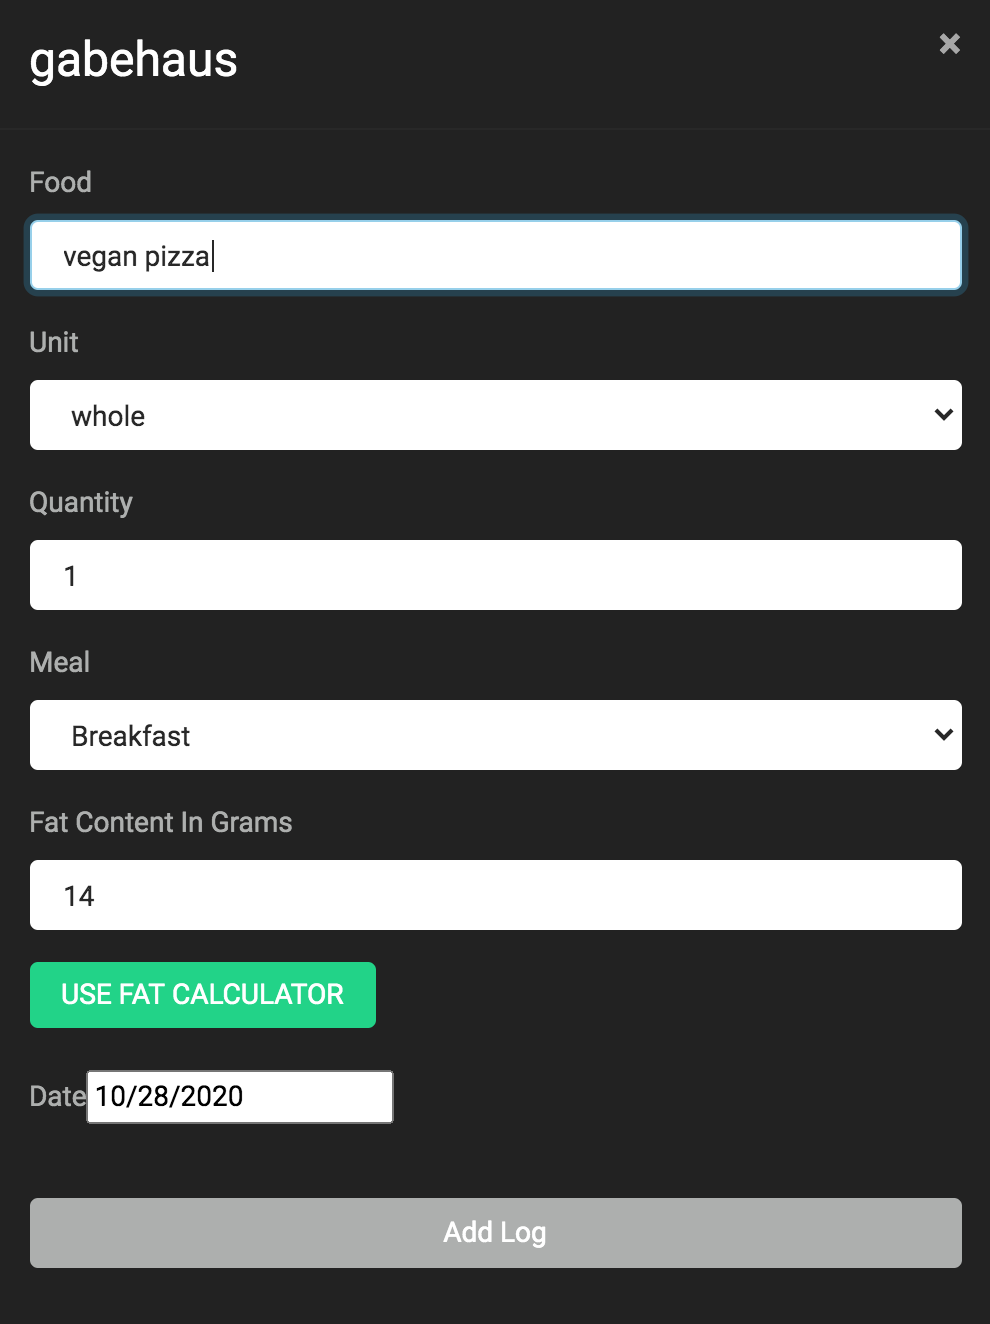 gabehaus
×
Food
vegan pizza
Unit
whole
Quantity
1
Meal
Breakfast
Fat Content In Grams
14
USE FAT CALCULATOR
Date 10/28/2020
Add Log